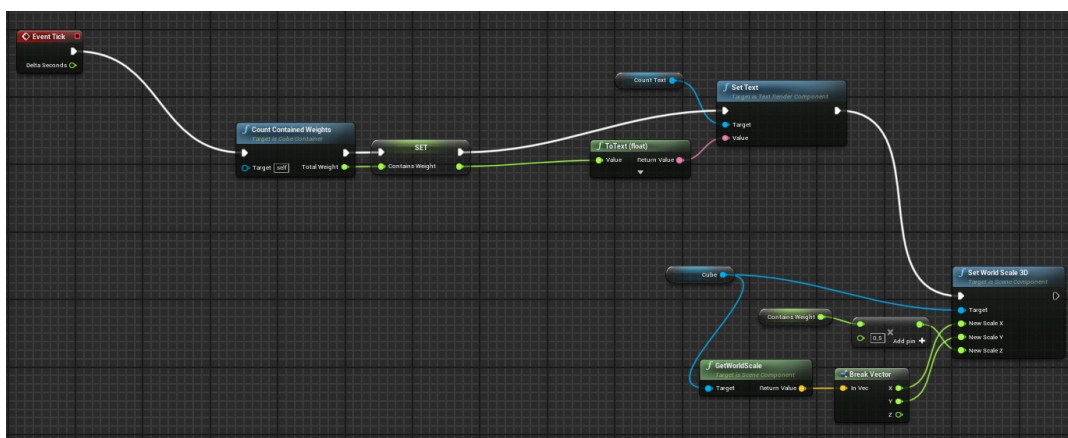 Event Tick
Delta Seconds
Count Text
f Set Text
Target is Text Render Component
Target
Value
f Count Contained Weights
Target is Cube Container
Target self
Total Weight
SET
Contains Weight
f ToText (float)
Value
Return Value
Cube
f Set World Scale 3D
Target is Scene Component
Target
New Scale X
New Scale Y
New Scale Z
Contains Weight
0,5
Add pin +
f GetWorldScale
Target is Scene Component
Target
Return Value
Break Vector
In Vec
X
Y
Z